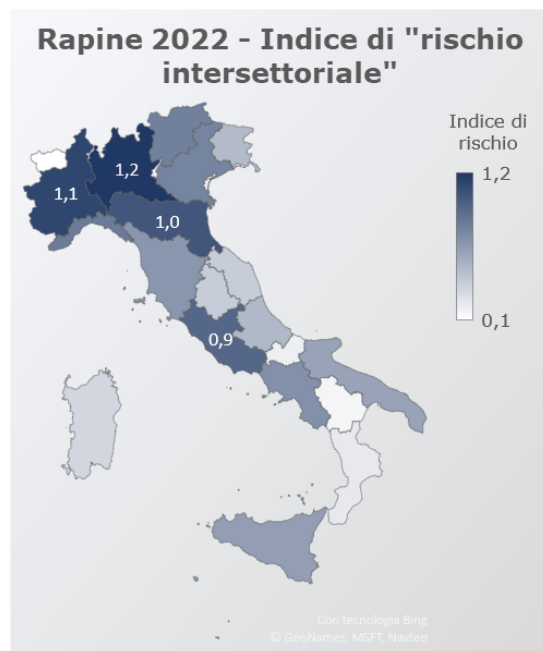 Rapine 2022 - Indice di "rischio
intersettoriale"
Indice di
rischio
1,2
0,1
1,2
1,1
1,0
0,9
Con tecnologia Bing
© GeoNames, MSFT, Navteq